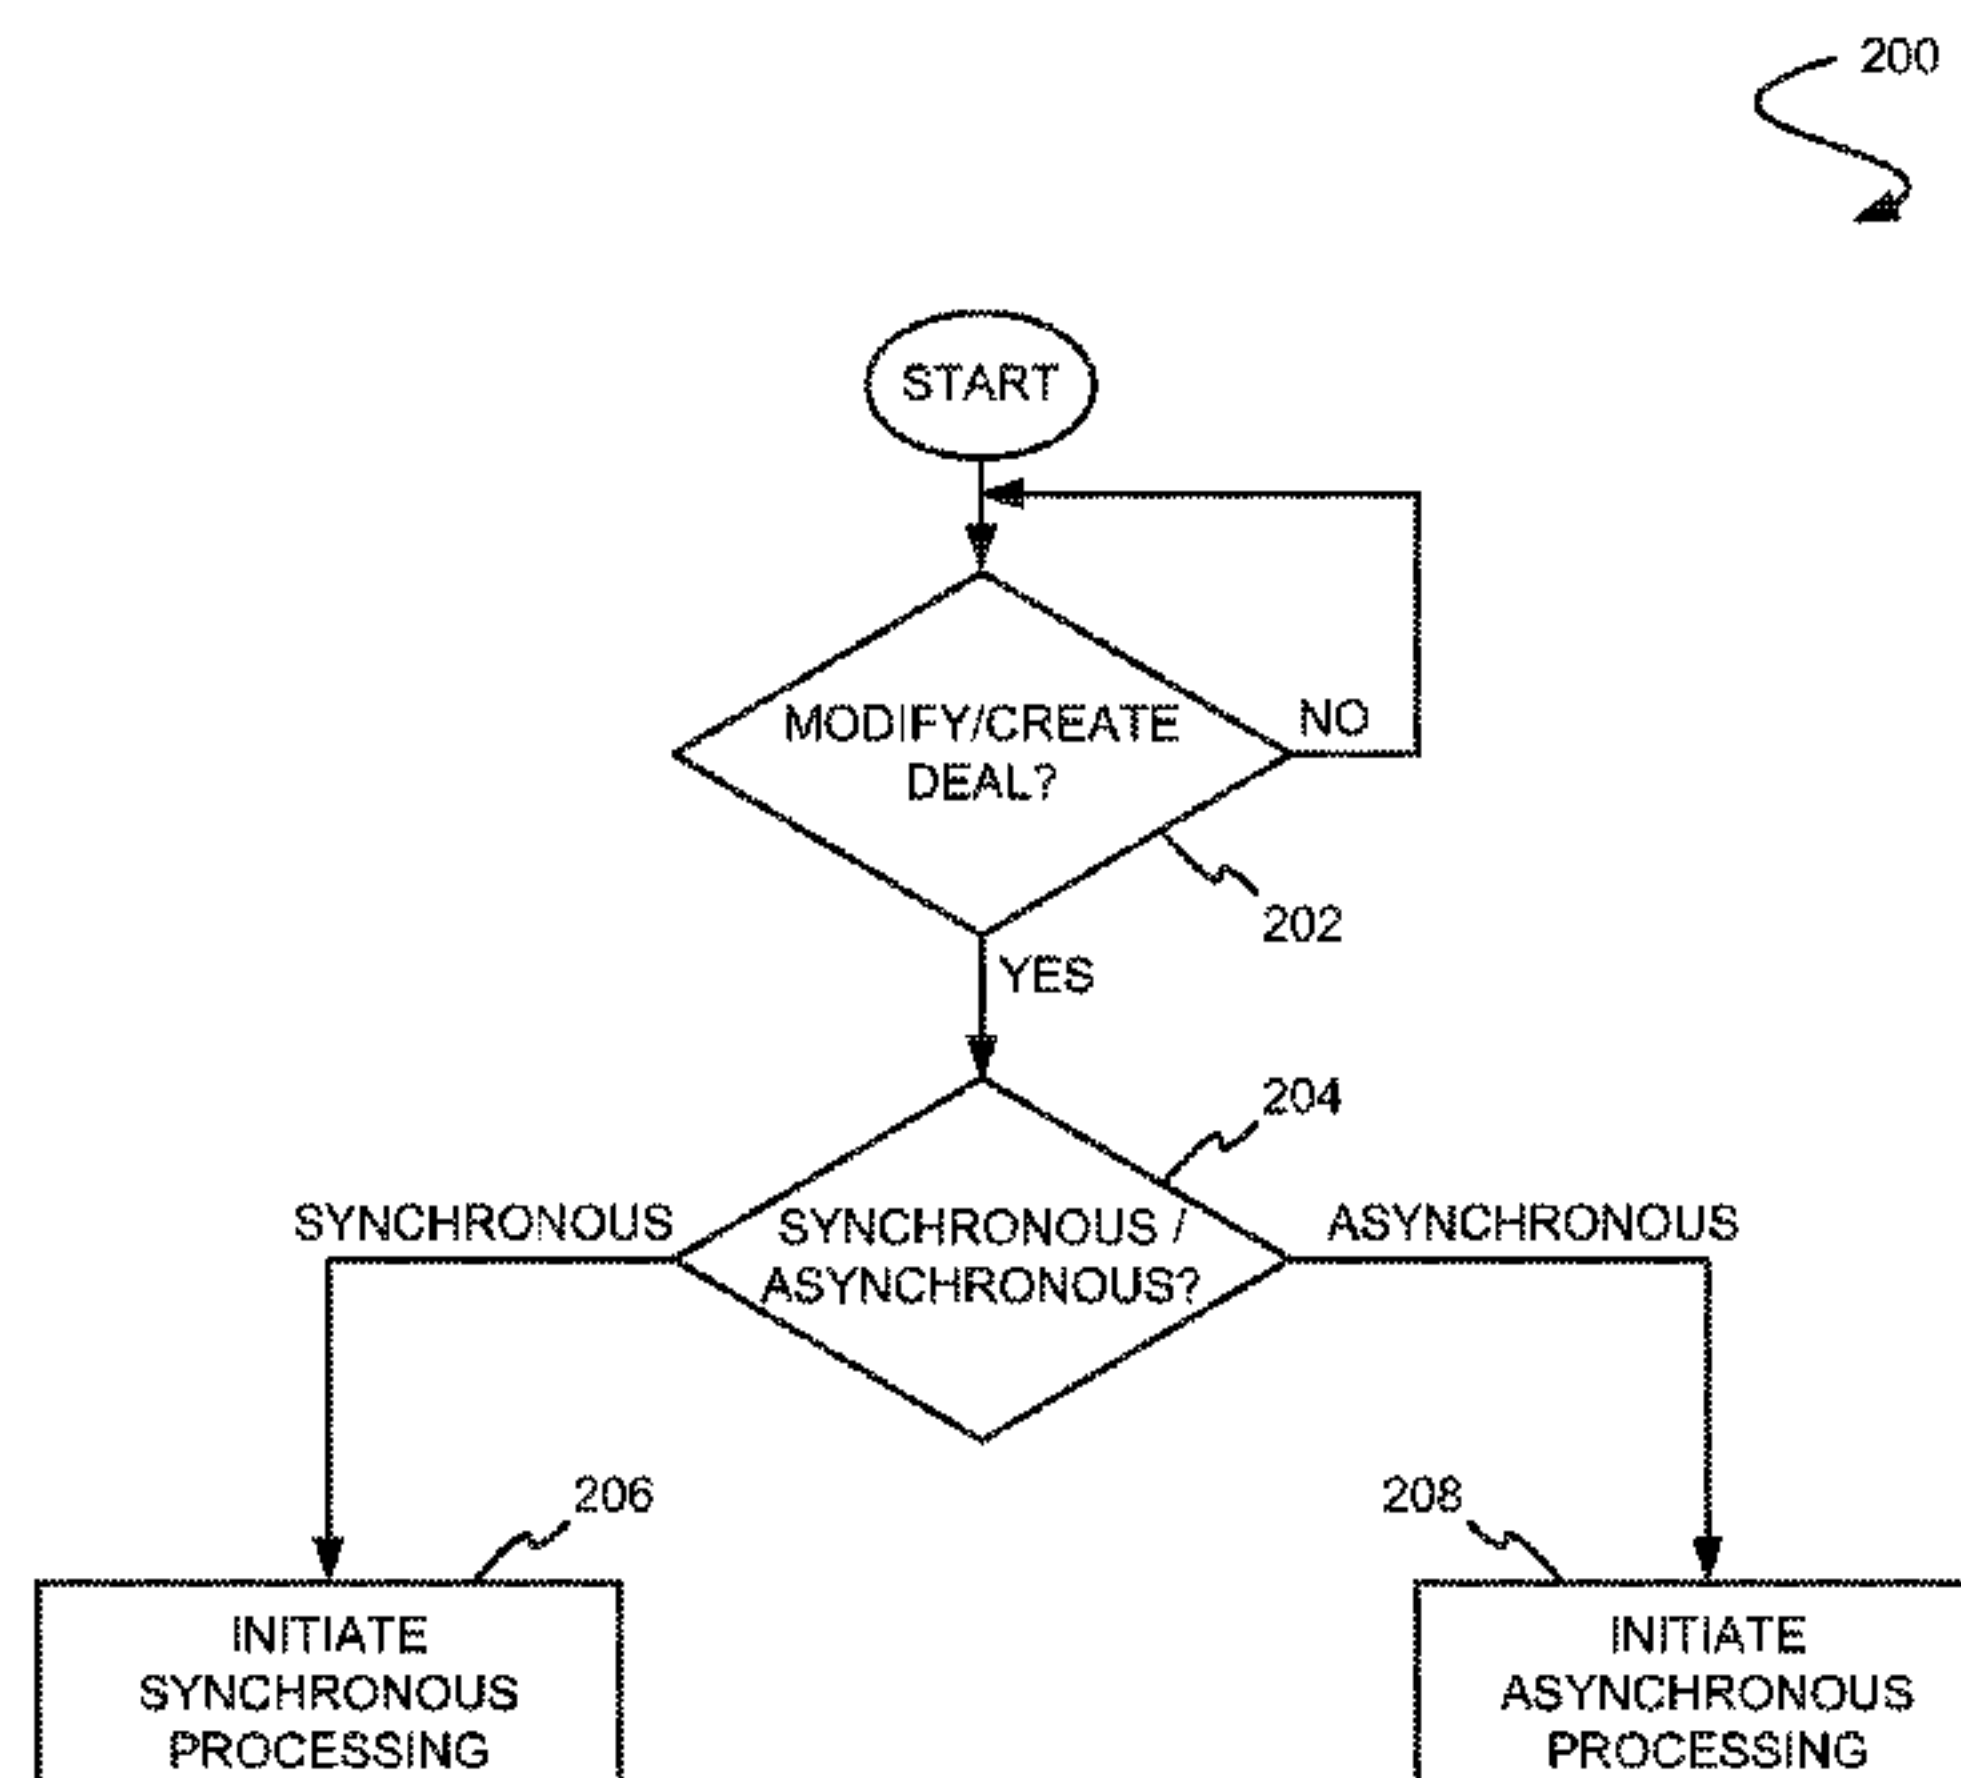 200
START
MODIFY/CREATE
DEAL?
NO
202
YES
204
SYNCHRONOUS
SYNCHRONOUS /
ASYNCHRONOUS?
ASYNCHRONOUS
206
208
INITIATE
SYNCHRONOUS
PROCESSING
INITIATE
ASYNCHRONOUS
PROCESSING